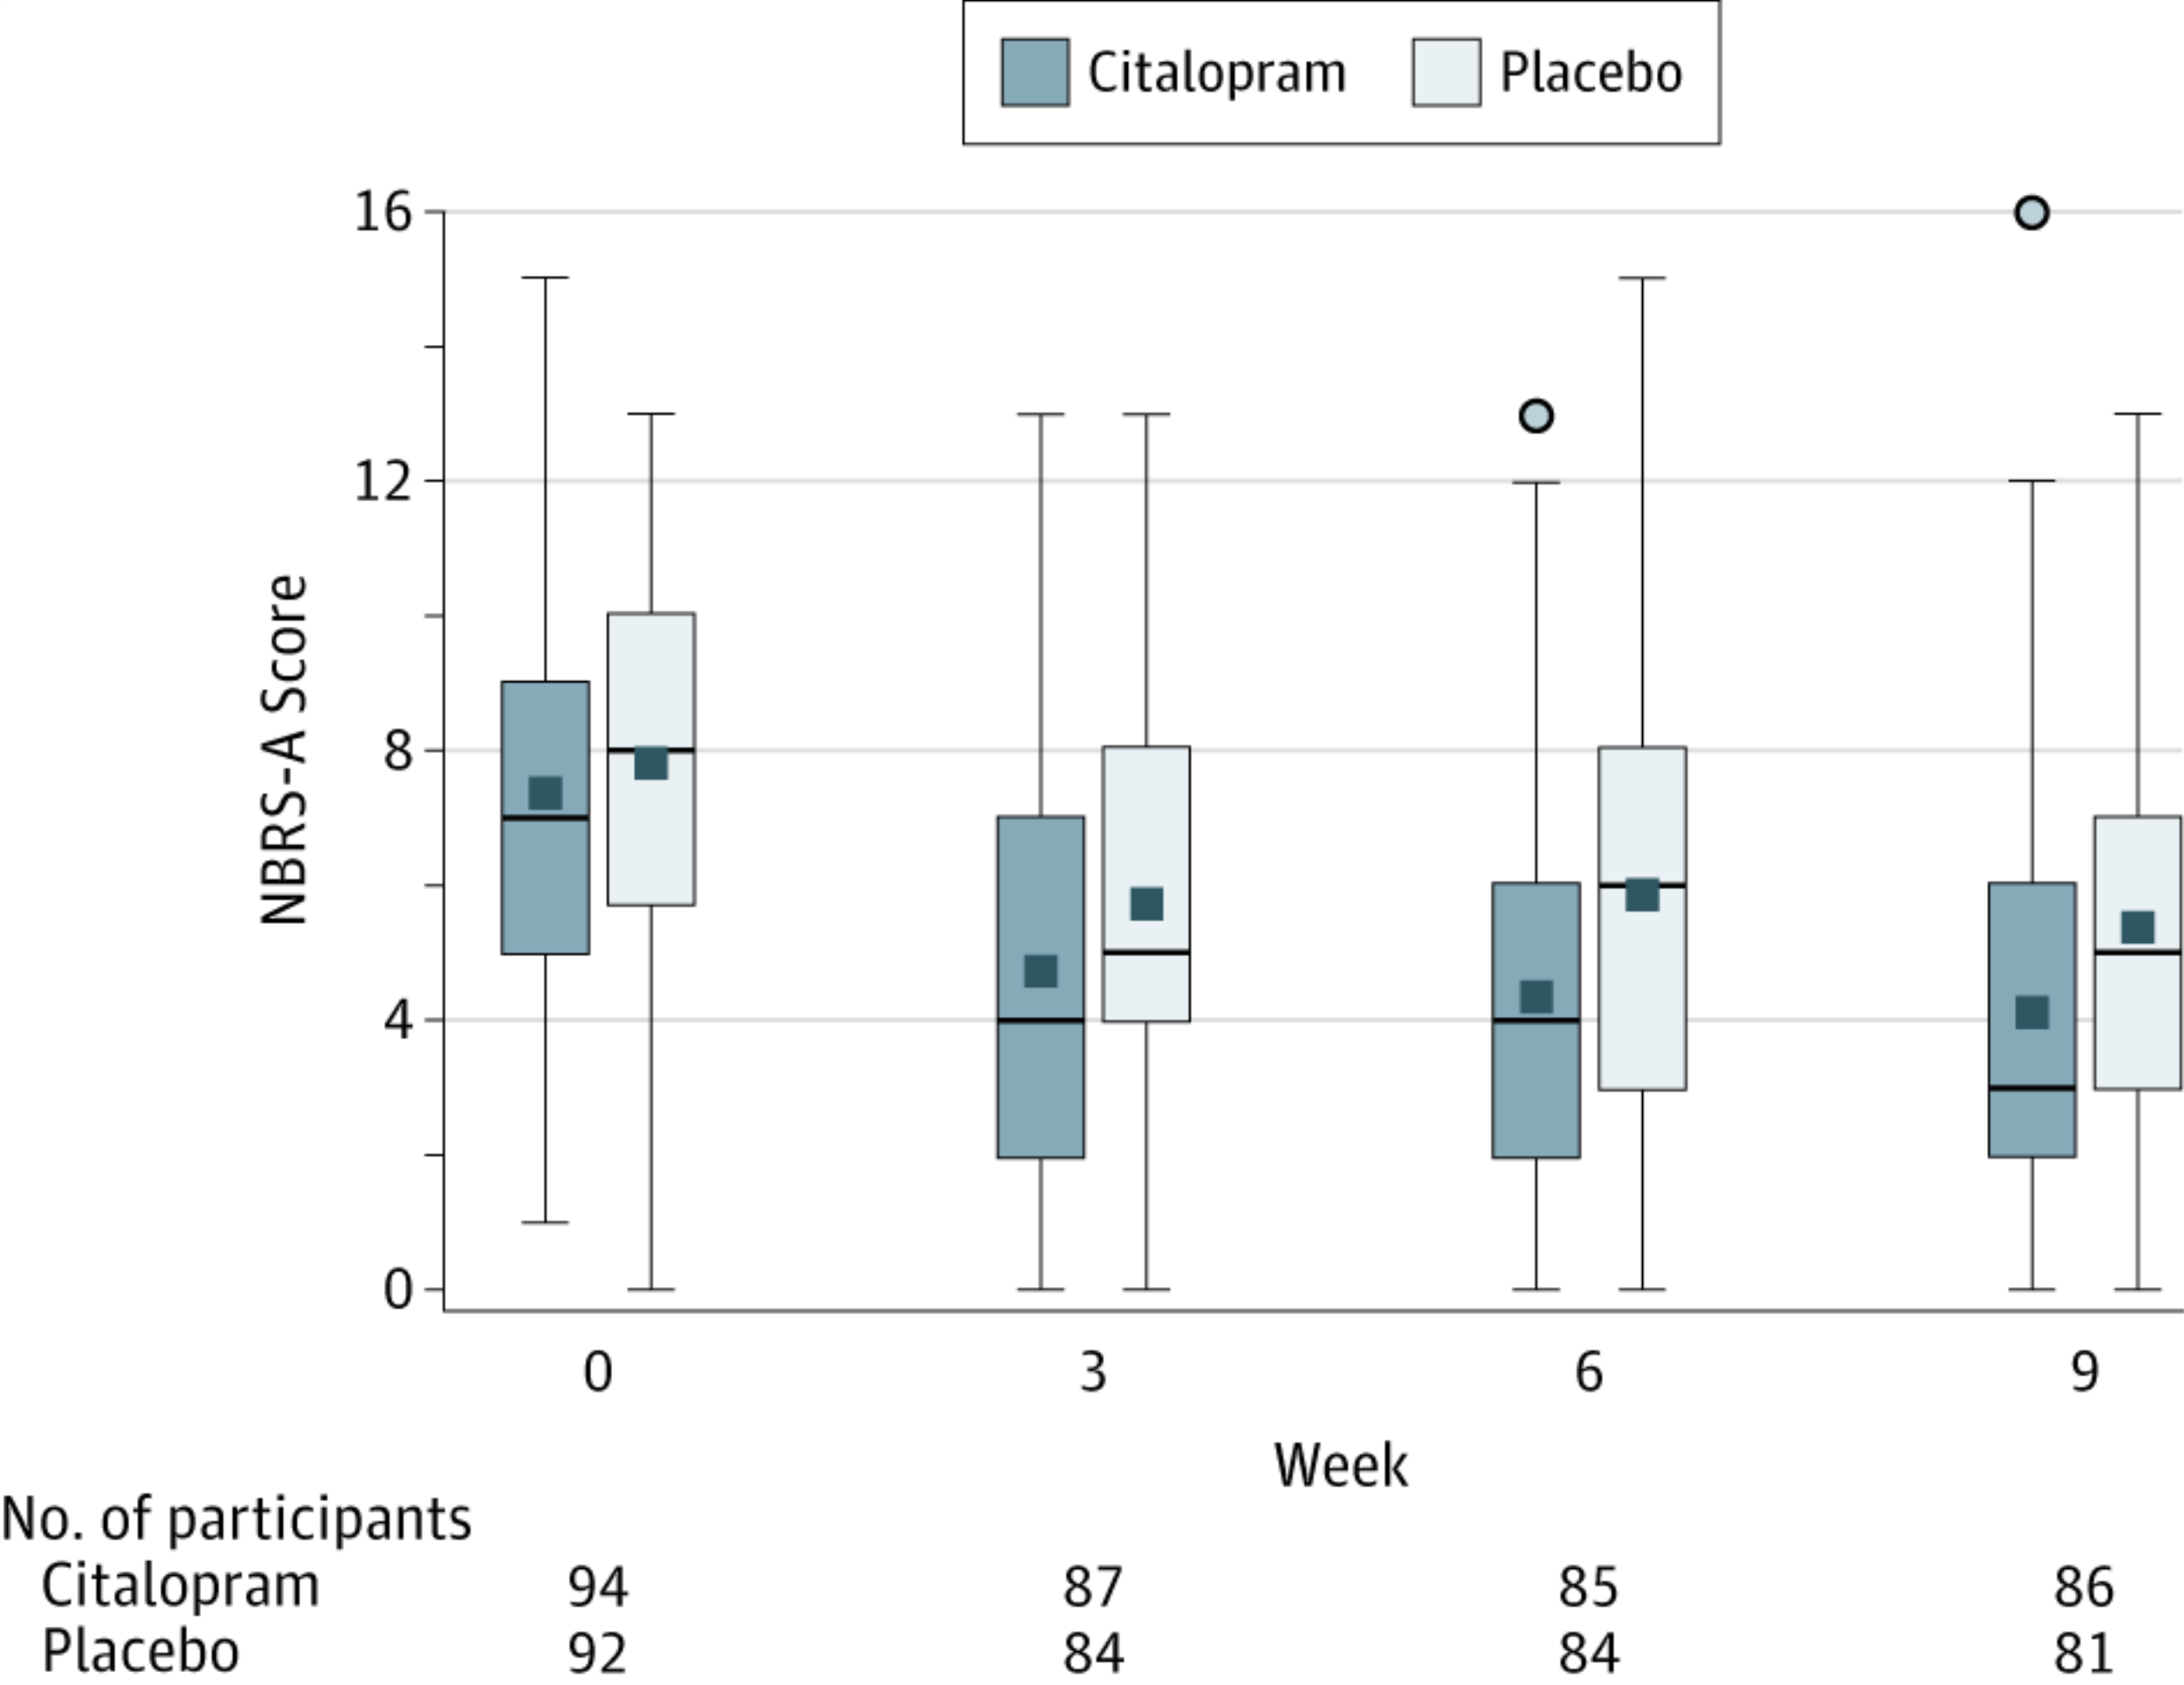 Citalopram Placebo
16
12
8
4
0
NBRS-A Score
0 3 6 9
Week
No. of participants
Citalopram 94 87 85 86
Placebo 92 84 84 81